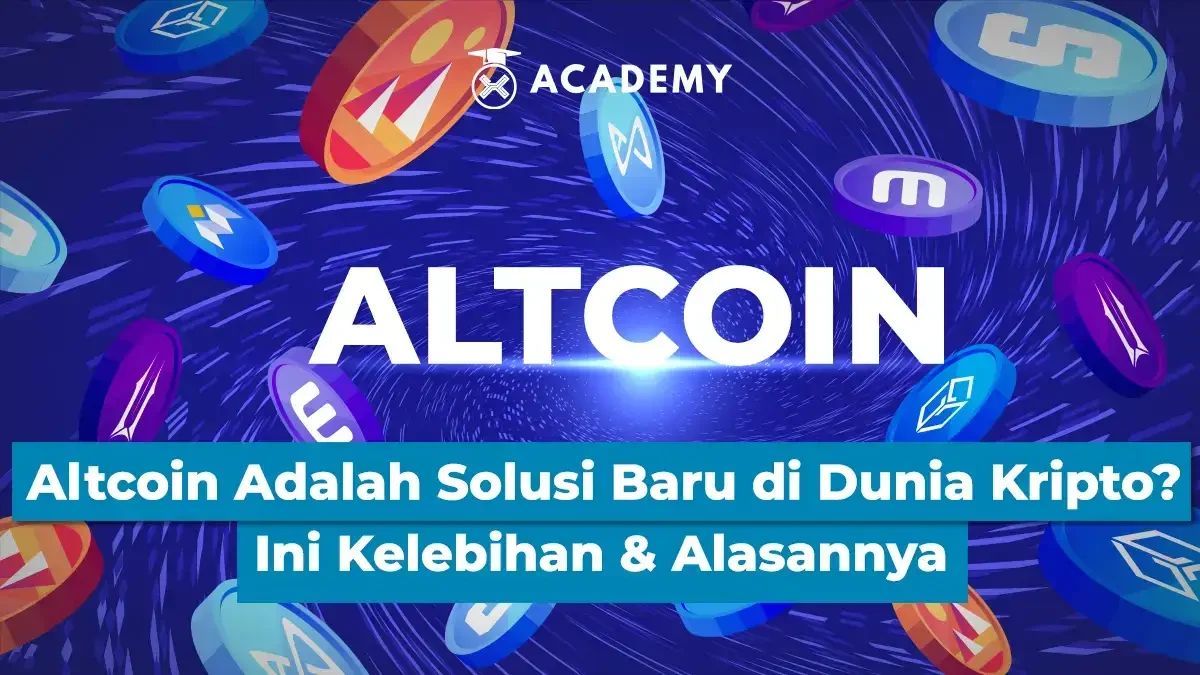 ACADEMY
ALTCOIN
Altcoin Adalah Solusi Baru di Dunia Kripto?
Ini Kelebihan & Alasannya